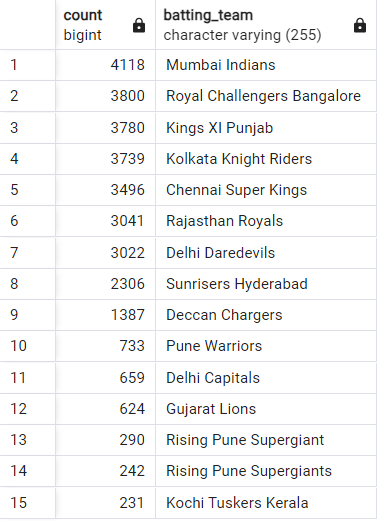 count batting_team
bigint character varying (255)
1 4118 Mumbai Indians
2 3800 Royal Challengers Bangalore
3 3780 Kings XI Punjab
4 3739 Kolkata Knight Riders
5 3496 Chennai Super Kings
6 3041 Rajasthan Royals
7 3022 Delhi Daredevils
8 2306 Sunrisers Hyderabad
9 1387 Deccan Chargers
10 733 Pune Warriors
11 659 Delhi Capitals
12 624 Gujarat Lions
13 290 Rising Pune Supergiant
14 242 Rising Pune Supergiants
15 231 Kochi Tuskers Kerala